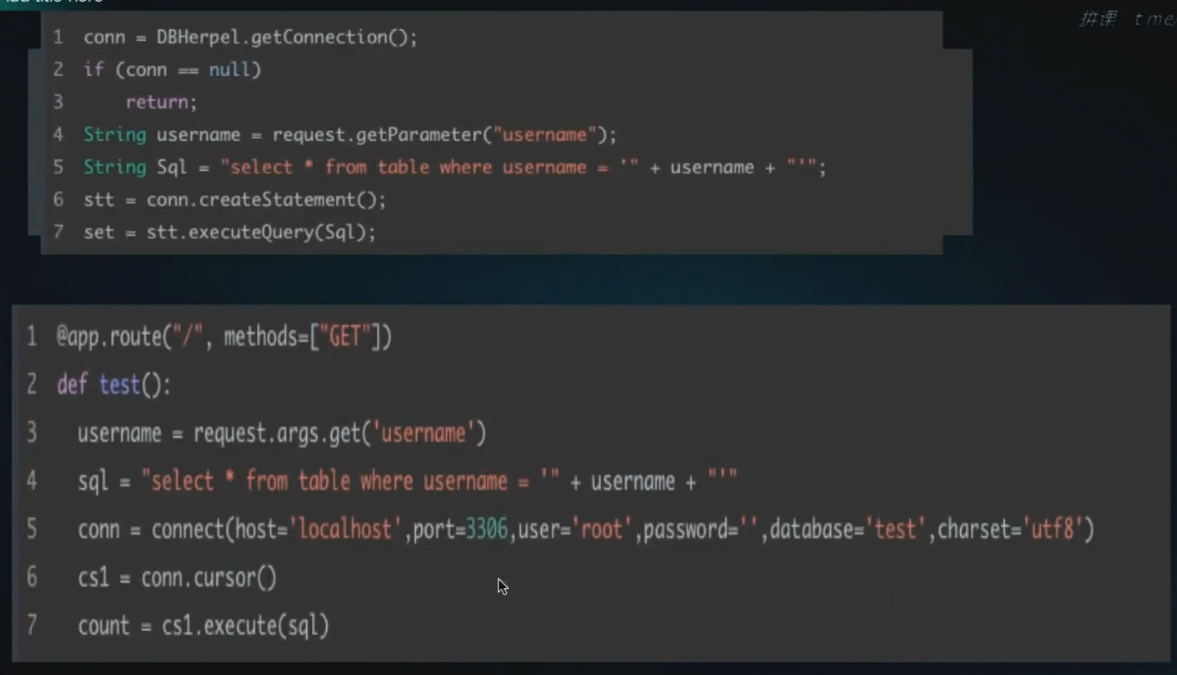 拼课 tme
1 conn = DBHerpel.getConnection();
2 if (conn == null)
3 return;
4 String username = request.getParameter("username");
5 String Sql = "select * from table where username = '" + username + "'";
6 stt = conn.createStatement();
7 set = stt.executeQuery(Sql);
1 @app.route("/", methods=["GET"])
2 def test():
3 username = request.args.get('username')
4 sql = "select * from table where username = '" + username + "'"
5 conn = connect(host='localhost',port=3306,user='root',password='',database='test',charset='utf8')
6 cs1 = conn.cursor()
7 count = cs1.execute(sql)